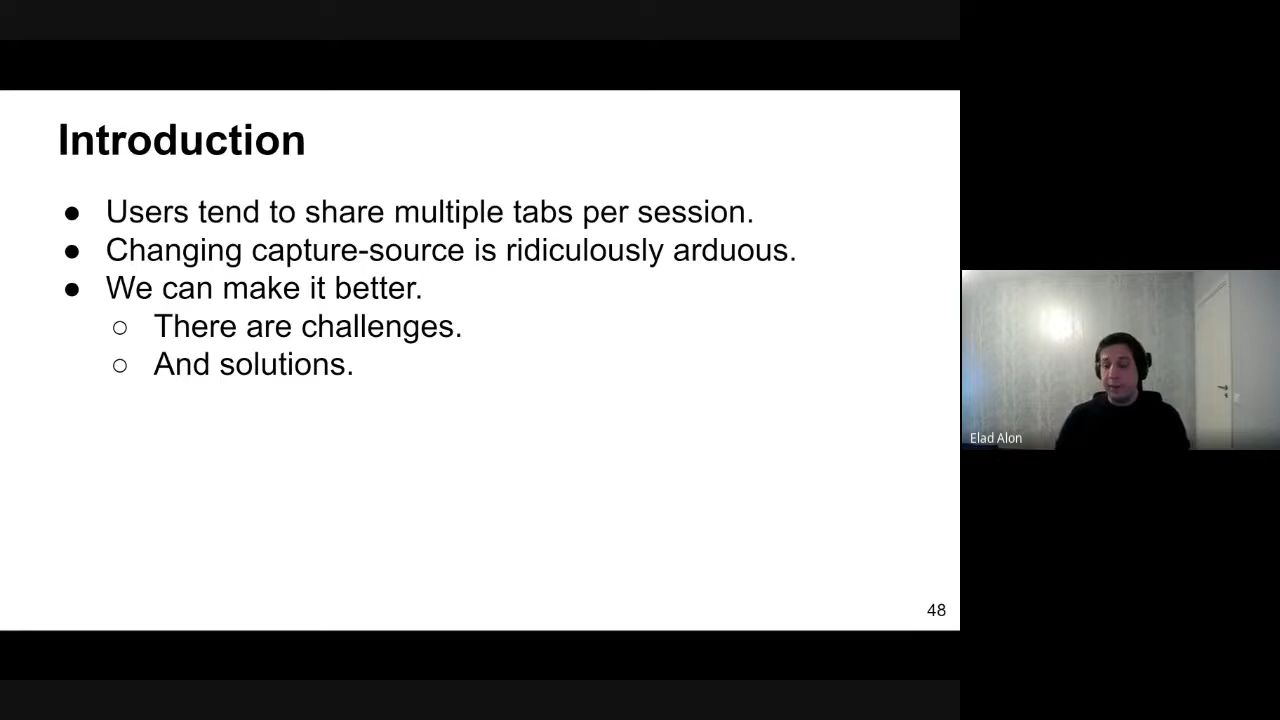 Introduction
● Users tend to share multiple tabs per session.
● Changing capture-source is ridiculously arduous.
● We can make it better.
○ There are challenges.
○ And solutions.
48
Elad Alon